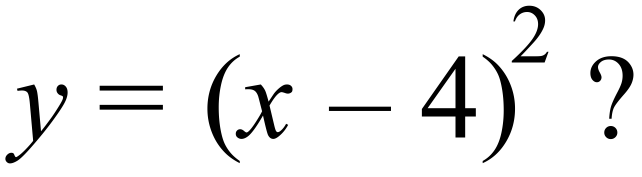 y = (x − 4)² ?